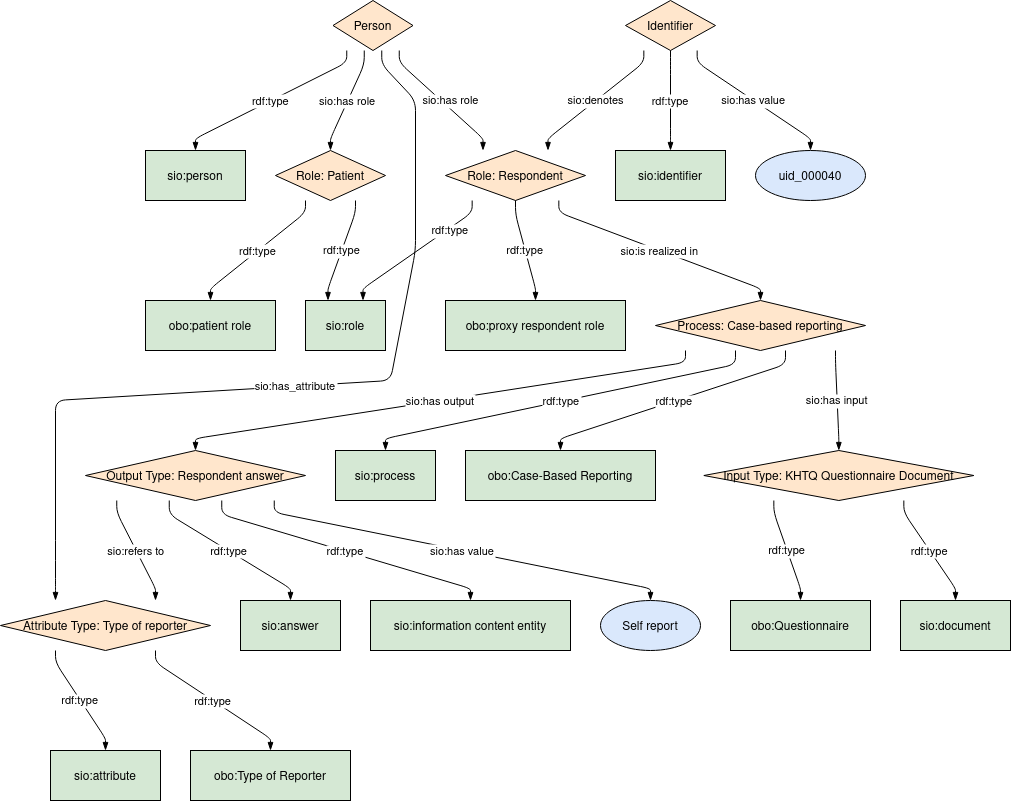 Person
Identifier
rdf:type
sio:has role
sio:has role
sio:denotes
rdf:type
sio:has value
sio:person
Role: Patient
Role: Respondent
sio:identifier
uid_000040
rdf:type
rdf:type
rdf:type
rdf:type
sio:is realized in
obo:patient role
sio:role
obo:proxy respondent role
Process: Case-based reporting
sio:has_attribute
sio:has output
rdf:type
rdf:type
sio:has input
Output Type: Respondent answer
sio:process
obo:Case-Based Reporting
Input Type: KHTQ Questionnaire Document
sio:refers to
rdf:type
rdf:type
sio:has value
rdf:type
rdf:type
Attribute Type: Type of reporter
sio:answer
sio:information content entity
Self report
obo:Questionnaire
sio:document
rdf:type
rdf:type
sio:attribute
obo:Type of Reporter